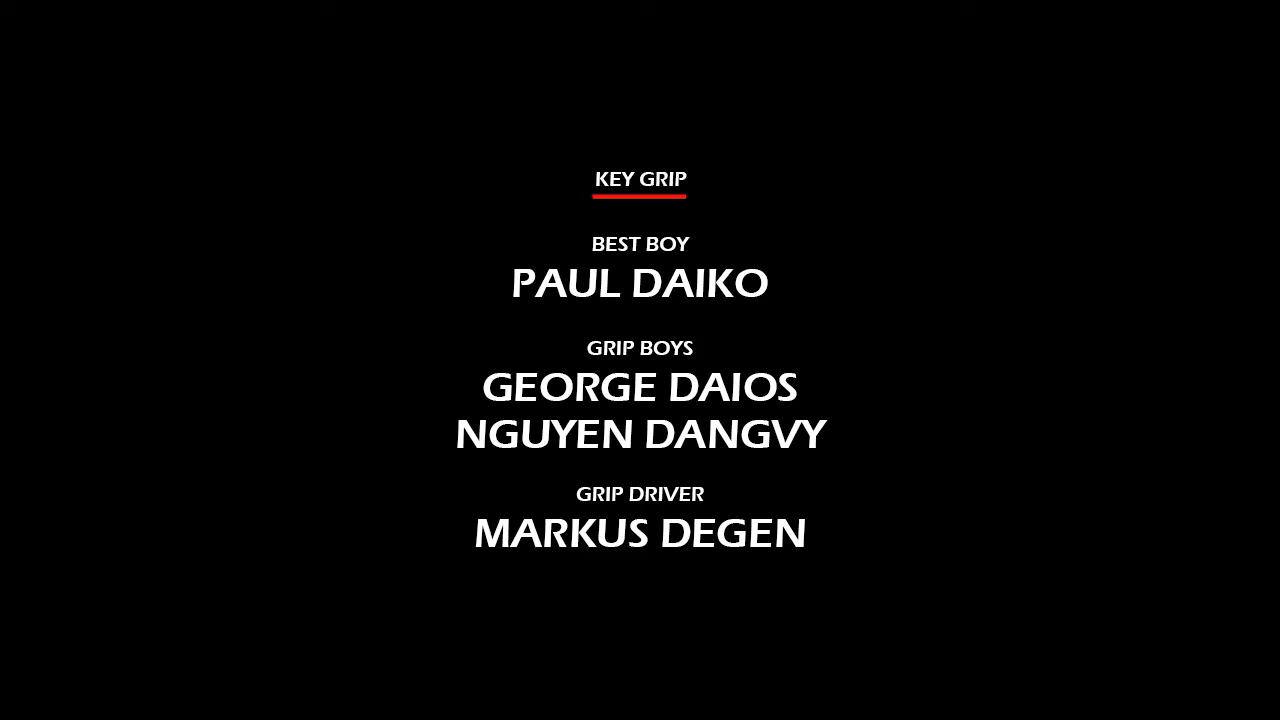 KEY GRIP
BEST BOY
PAUL DAIKO
GRIP BOYS
GEORGE DAIOS
NGUYEN DANGVY
GRIP DRIVER
MARKUS DEGEN